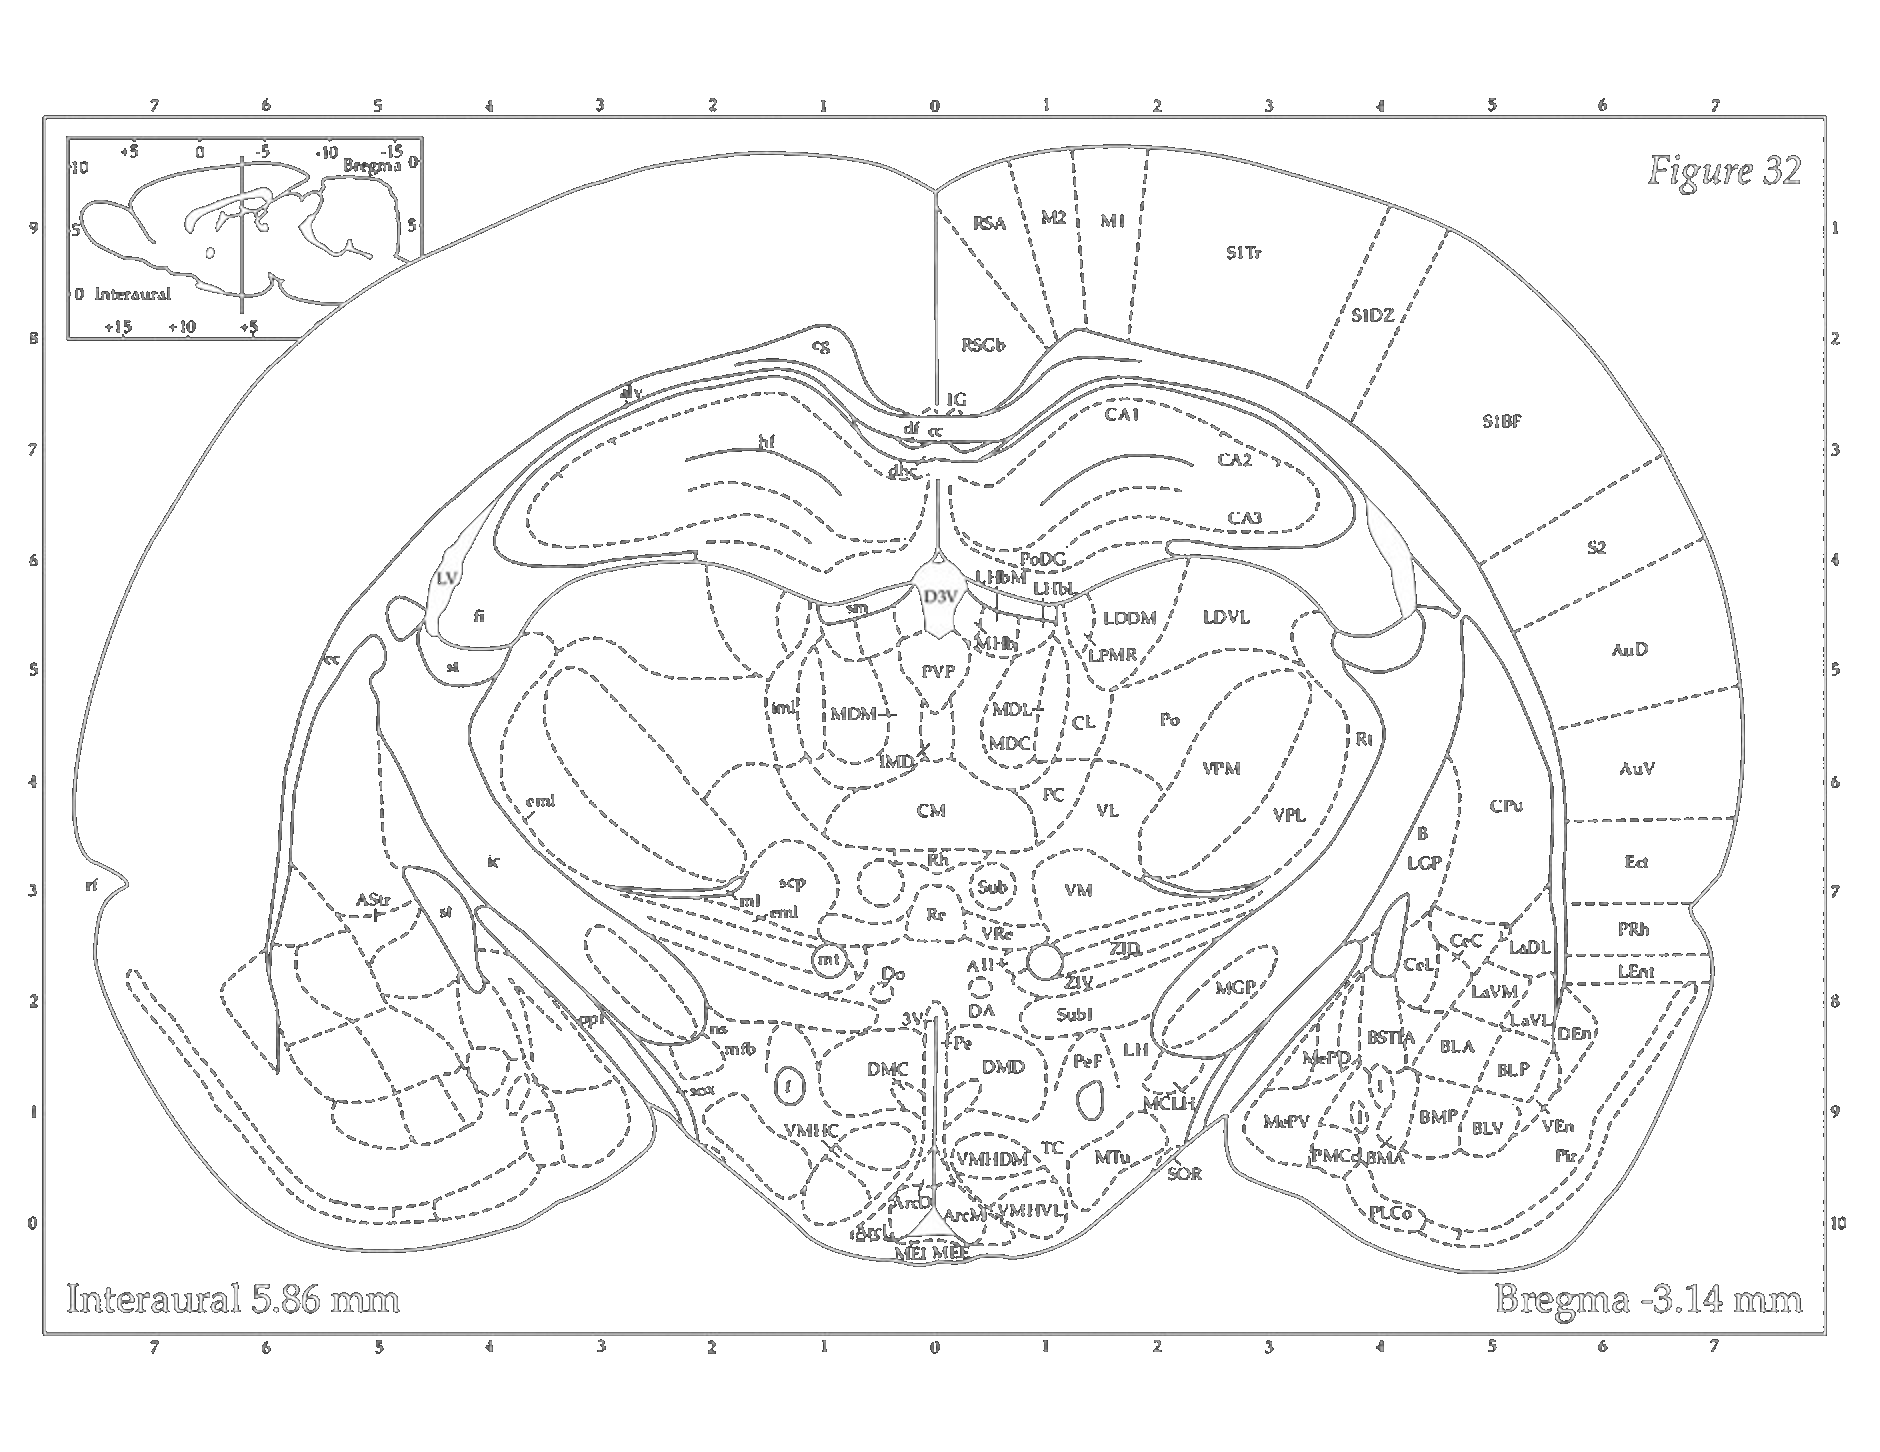 7 6 5 4 3 2 1 0 1 2 3 4 5 6 7
+5 0 -5 -10 -15
Bregma 0
10
5 5
0 Interaural
+15 +10 +5
Figure 32
9 1
8 2
7 3
6 4
5 5
4 6
3 7
2 8
1 9
0 10
RSA M2 M1
S1Tr
S1DZ
cg RSGb
alv IG
CA1
S1BF
df cc
hf CA2
dhc
CA3
S2
PoDG
LV LHbM
LHbL
D3V
sm
fi LDDM LDVL
MHb
LPMR AuD
cc st PVP
iml MDM MDL CL Po
MDC Rt
IMD VPM AuV
eml PC CPu
CM VL VPL
B
ic Rh LGP Ect
rf scp Sub VM
ml
AStr eml Re
st VRe PRh
CeC LaDL
mt ZID
AH CeL LEnt
Do ZIV MGP LaVM
DA SubI
3V LaVL
ppt ns DEn
mfb Pe BSTIA
LH BLA
MePD
DMC DMD PeF BLP
f I
sox MCLH
MePV I BMP VEn
VMHC BLV
TC
VMHDM MTu PMCo BMA Pir
SOR
ArcD
ArcM VMHVL PLCo
ArcL
MEI MEE
Interaural 5.86 mm Bregma -3.14 mm
7 6 5 4 3 2 1 0 1 2 3 4 5 6 7